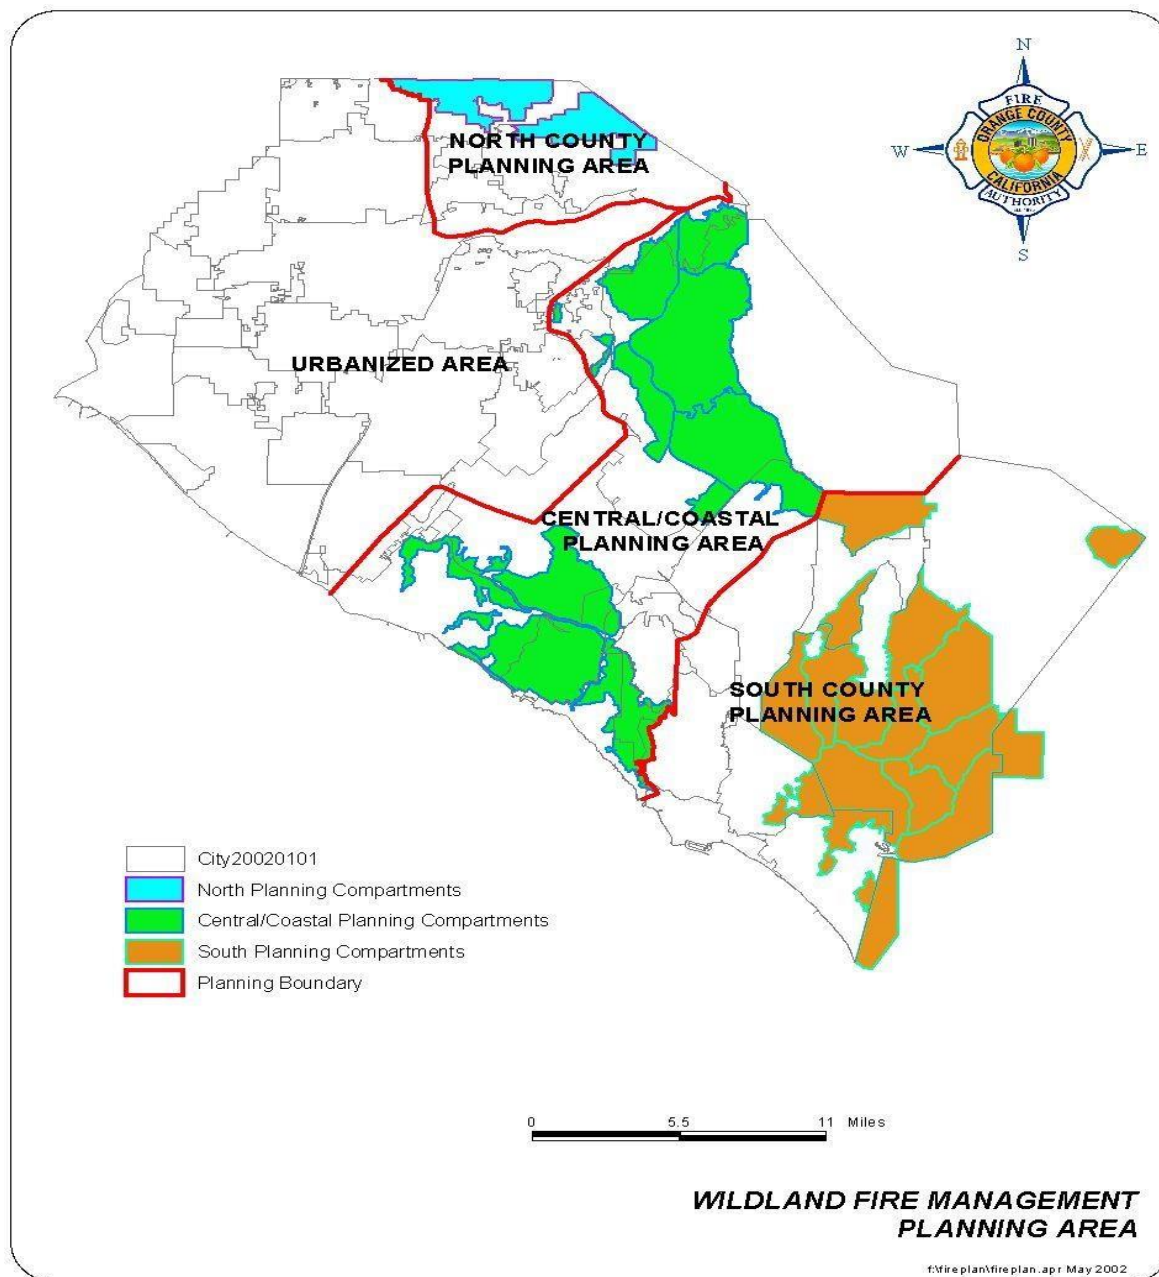 N
FIRE
ORANGE COUNTY
W
E
CALIFORNIA
AUTHORITY
S
NORTH COUNTY
PLANNING AREA
URBANIZED AREA
CENTRAL/COASTAL
PLANNING AREA
SOUTH COUNTY
PLANNING AREA
City20020101
North Planning Compartments
Central/Coastal Planning Compartments
South Planning Compartments
Planning Boundary
0 5.5 11 Miles
WILDLAND FIRE MANAGEMENT
PLANNING AREA
f:\fireplan\fireplan.apr May 2002